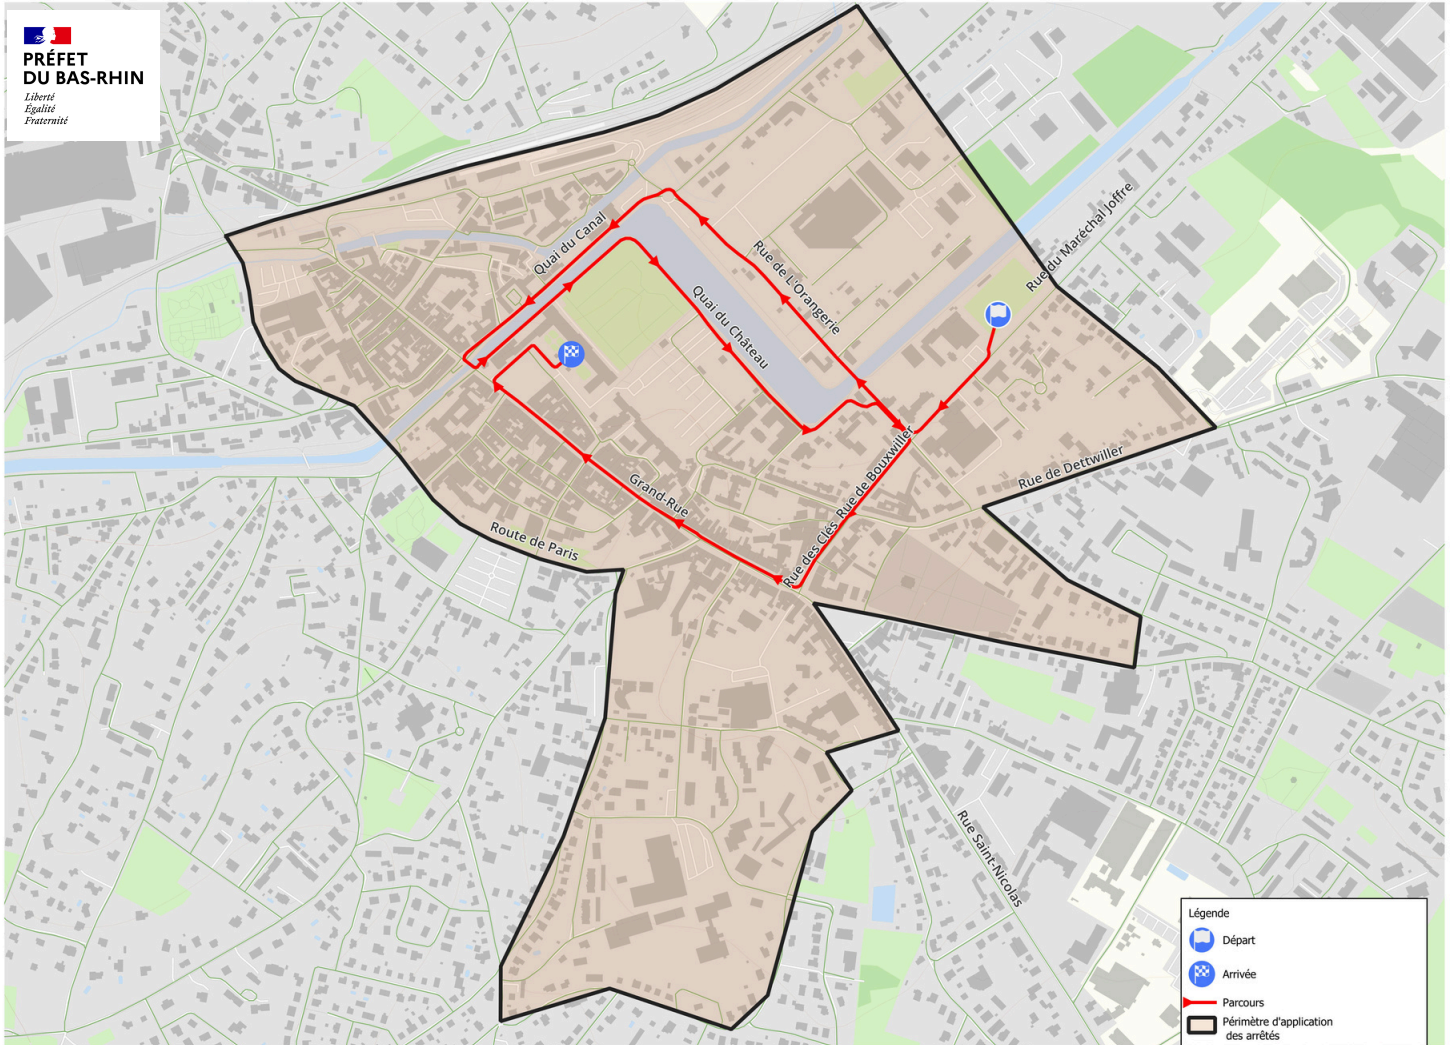 PRÉFET
DU BAS-RHIN
Liberté
Égalité
Fraternité
Rue du Maréchal Joffre
Quai du Canal
Rue de L'Orangerie
Quai du Château
Rue de Bouxwiller
Rue de Dettwiller
Grand-Rue
Rue des Clés
Route de Paris
Rue Saint-Nicolas
Légende
Départ
Arrivée
Parcours
Périmètre d'application
des arrêtés